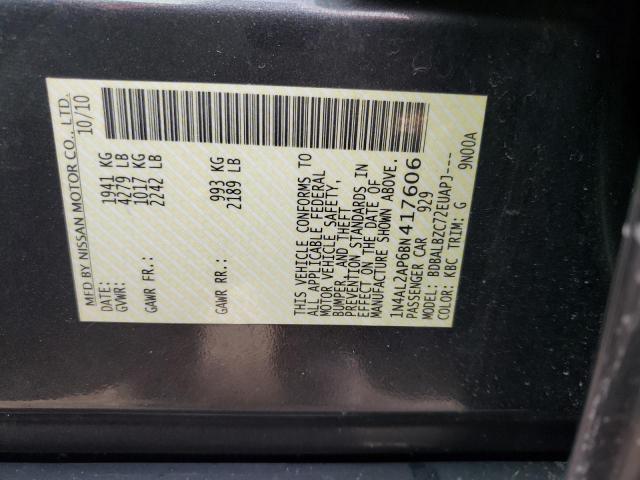 MFD BY NISSAN MOTOR CO., LTD.
10/10
DATE:
GVWR: 1941 KG
4279 LB
GAWR FR: 1017 KG
2242 LB
GAWR RR: 993 KG
2189 LB
THIS VEHICLE CONFORMS TO
ALL APPLICABLE FEDERAL
MOTOR VEHICLE SAFETY,
BUMPER, AND THEFT
PREVENTION STANDARDS IN
EFFECT ON THE DATE OF
MANUFACTURE SHOWN ABOVE.
1N4AL2AP6BN417606
PASSENGER CAR 929
MODEL: BDBALBZC72EUAPJ---
COLOR: KBC TRIM: G 9N00A